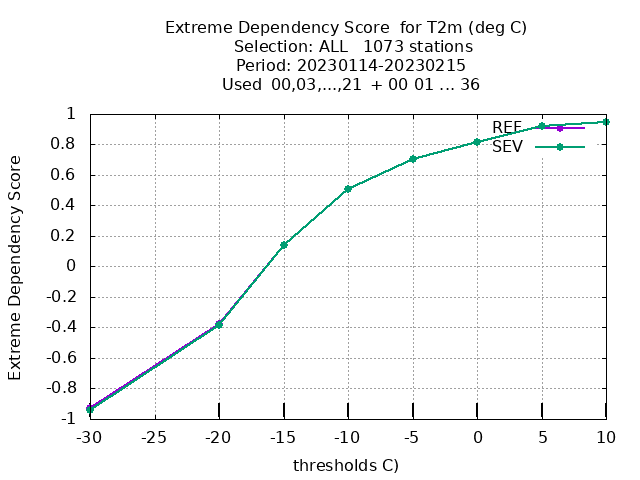 Extreme Dependency Score  for T2m (deg C)
Selection: ALL   1073 stations
Period: 20230114-20230215
Used  00,03,...,21  + 00 01 ... 36
REF
SEV
Extreme Dependency Score
1
0.8
0.6
0.4
0.2
0
-0.2
-0.4
-0.6
-0.8
-1
-30
-25
-20
-15
-10
-5
0
5
10
thresholds C)